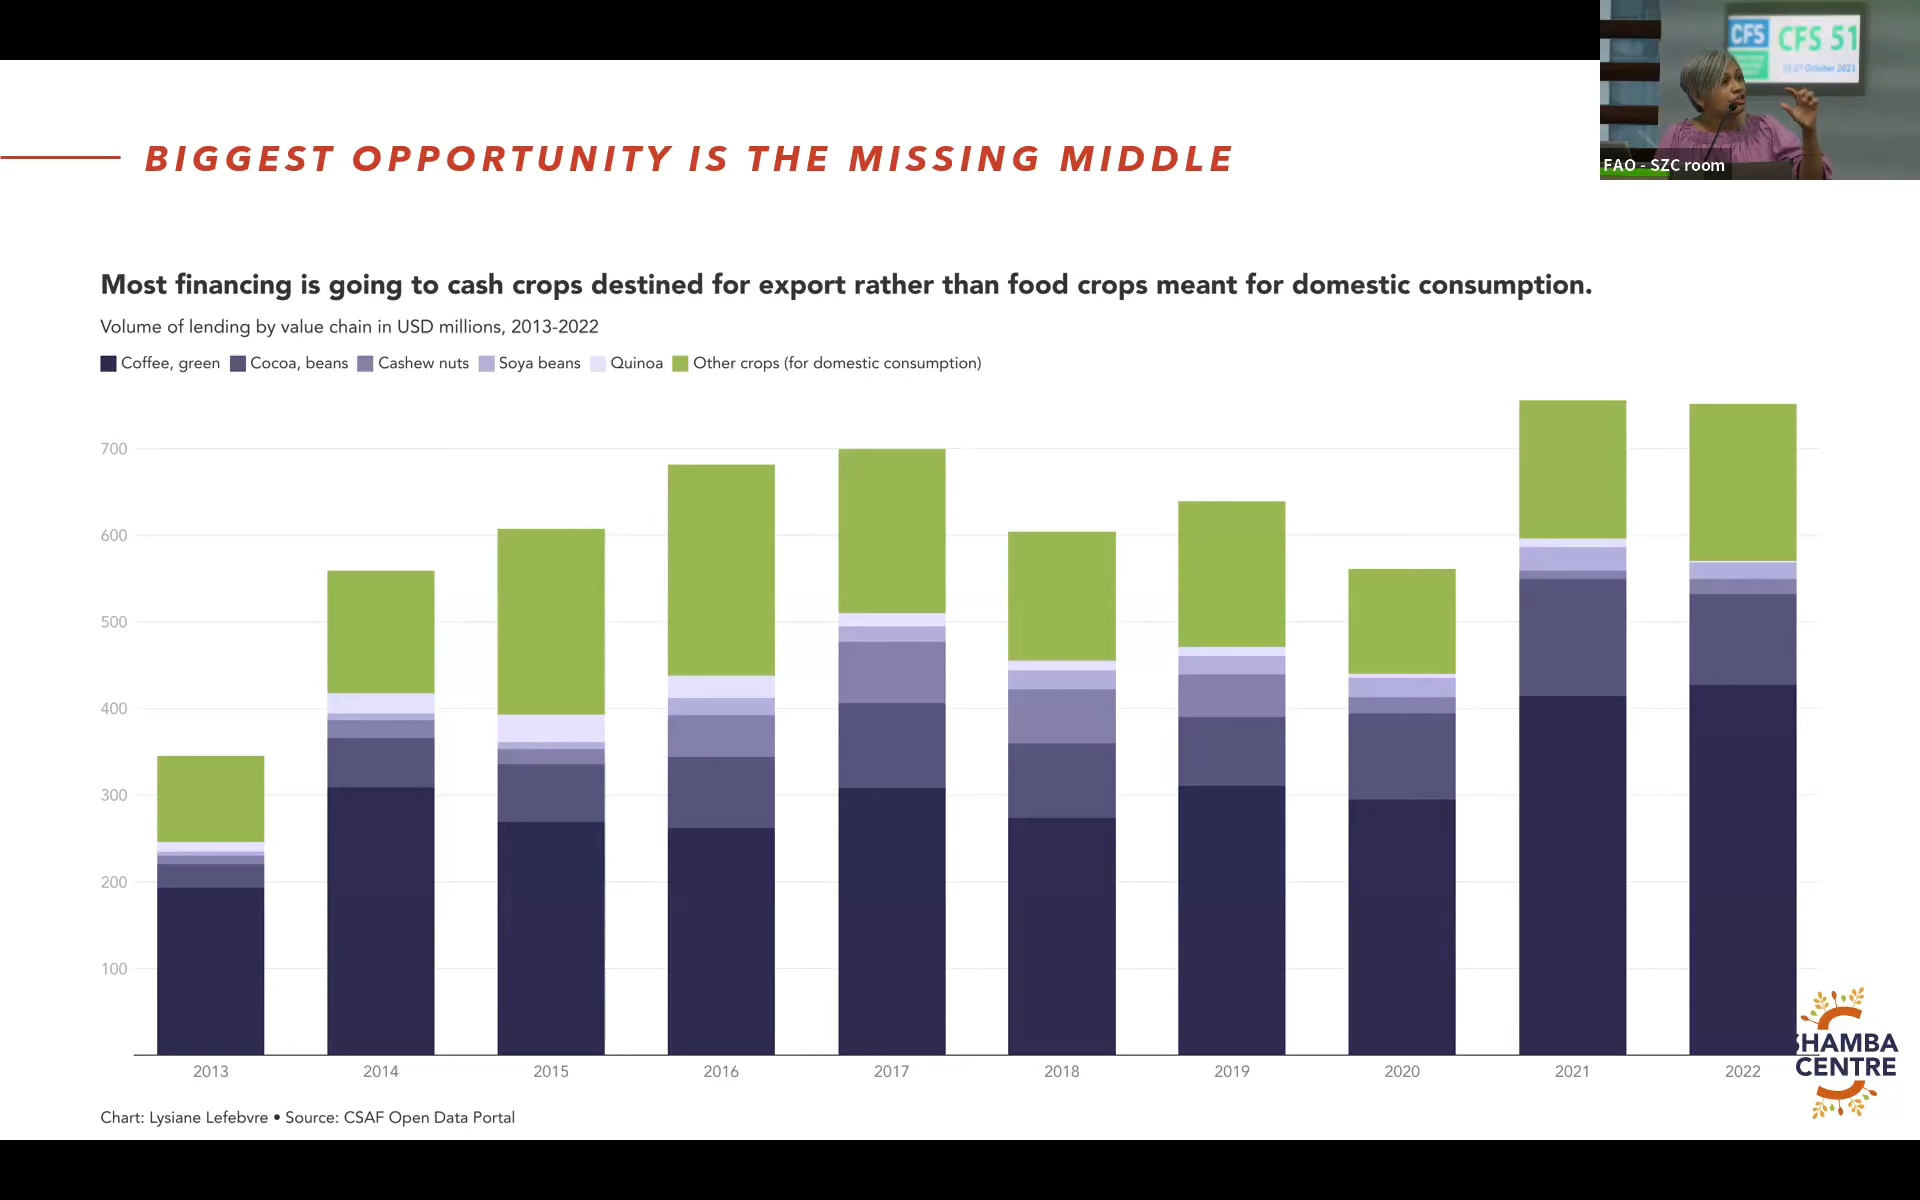 CFS
CFS 51
October 2023
FAO - SZC room
BIGGEST OPPORTUNITY IS THE MISSING MIDDLE
Most financing is going to cash crops destined for export rather than food crops meant for domestic consumption.
Volume of lending by value chain in USD millions, 2013-2022
Coffee, green Cocoa, beans Cashew nuts Soya beans Quinoa Other crops (for domestic consumption)
700
600
500
400
300
200
100
2013 2014 2015 2016 2017 2018 2019 2020 2021 2022
SHAMBA
CENTRE
Chart: Lysiane Lefebvre • Source: CSAF Open Data Portal